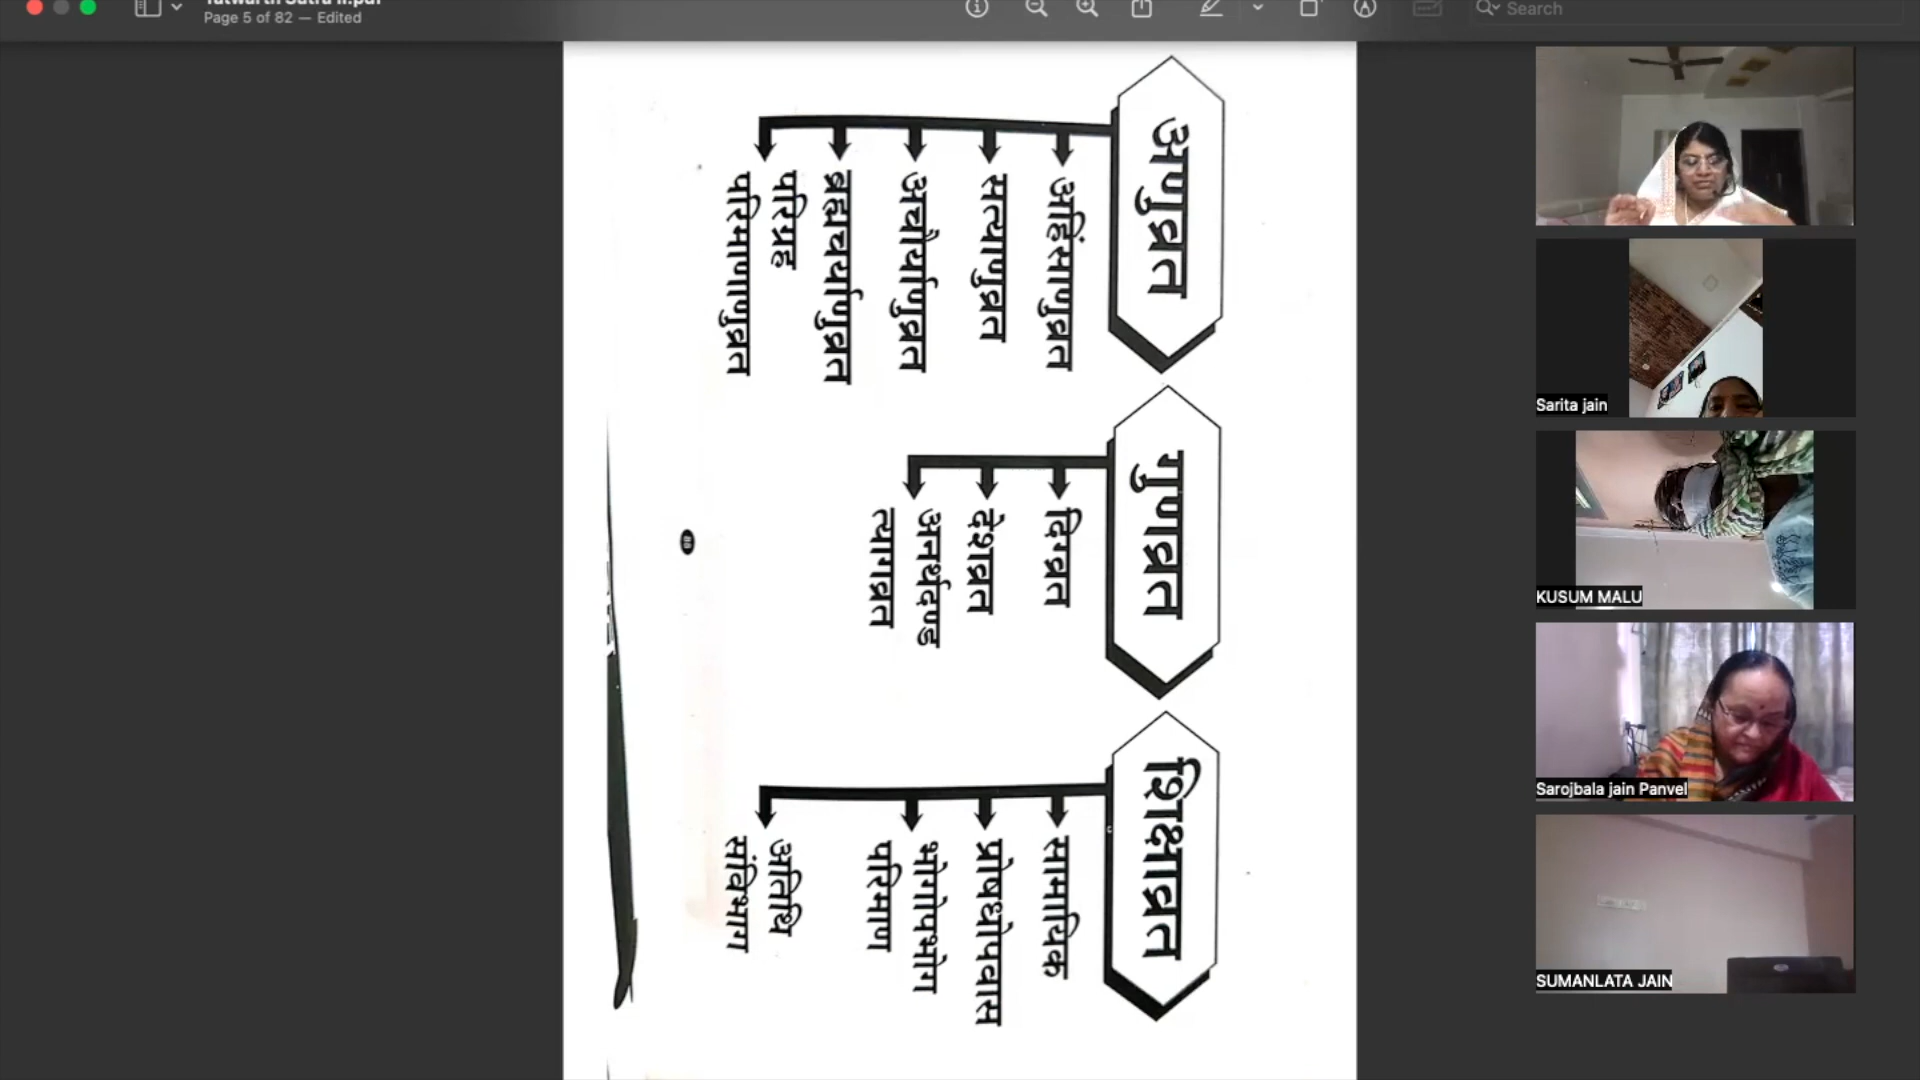 Page 5 of 82 — Edited
Search
अणुव्रत
अहिंसाणुव्रत
सत्याणुव्रत
अचौर्याणुव्रत
ब्रह्मचर्याणुव्रत
परिग्रह
परिमाणाणुव्रत
गुणव्रत
दिग्व्रत
देशव्रत
अनर्थदण्ड
त्यागव्रत
शिक्षाव्रत
सामायिक
प्रोषधोपवास
भोगोपभोग
परिमाण
अतिथि
संविभाग
Sarita jain
KUSUM MALU
Sarojbala jain Panvel
SUMANLATA JAIN